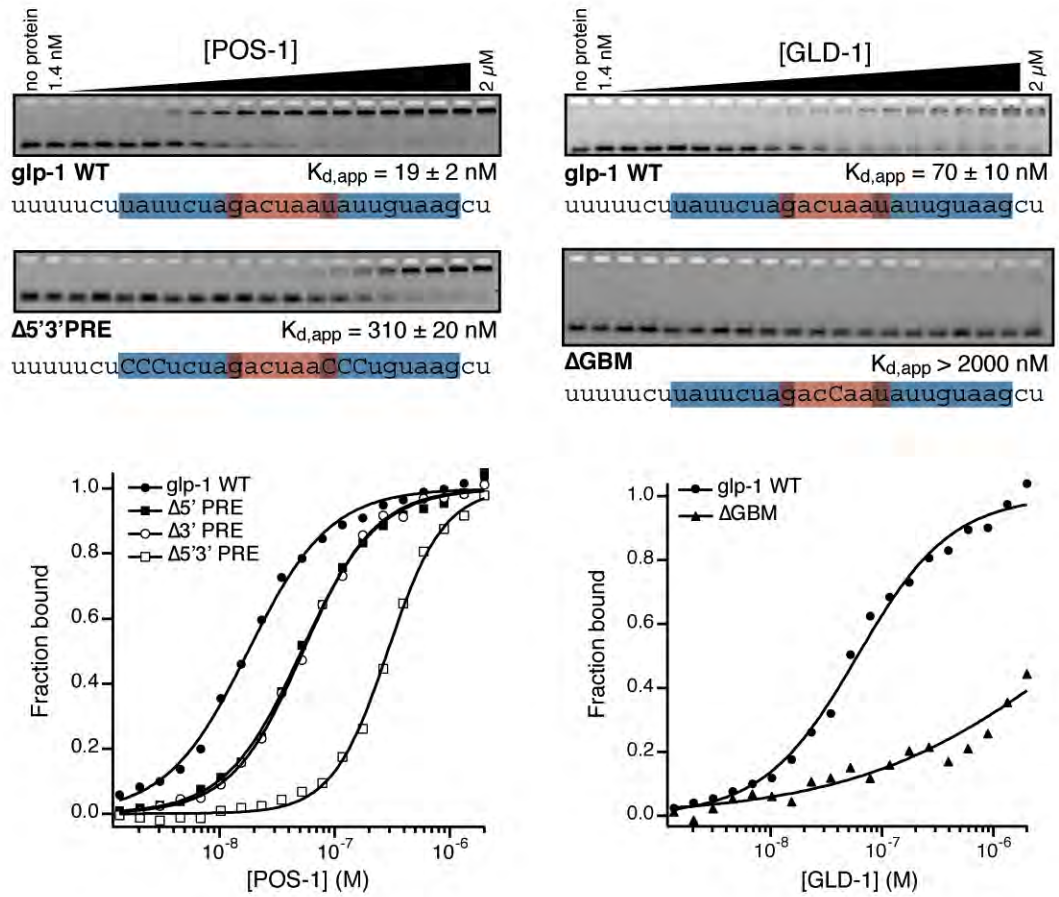 no protein
1.4 nM
[POS-1]
2 µM
glp-1 WT
Kd,app = 19 ± 2 nM
uuuuucuuauucuagacuaauauuguaagcu
Δ5'3'PRE
Kd,app = 310 ± 20 nM
uuuuucuCCCucuagacuaaCCCuguaagcu
no protein
1.4 nM
[GLD-1]
2 µM
glp-1 WT
Kd,app = 70 ± 10 nM
uuuuucuuauucuagacuaauauuguaagcu
ΔGBM
Kd,app > 2000 nM
uuuuucuuauucuagacCaauauuguaagcu
glp-1 WT
Δ5' PRE
Δ3' PRE
Δ5'3' PRE
Fraction bound
1.0
0.8
0.6
0.4
0.2
0.0
10-8
10-7
10-6
[POS-1] (M)
glp-1 WT
ΔGBM
Fraction bound
1.0
0.8
0.6
0.4
0.2
0.0
10-8
10-7
10-6
[GLD-1] (M)